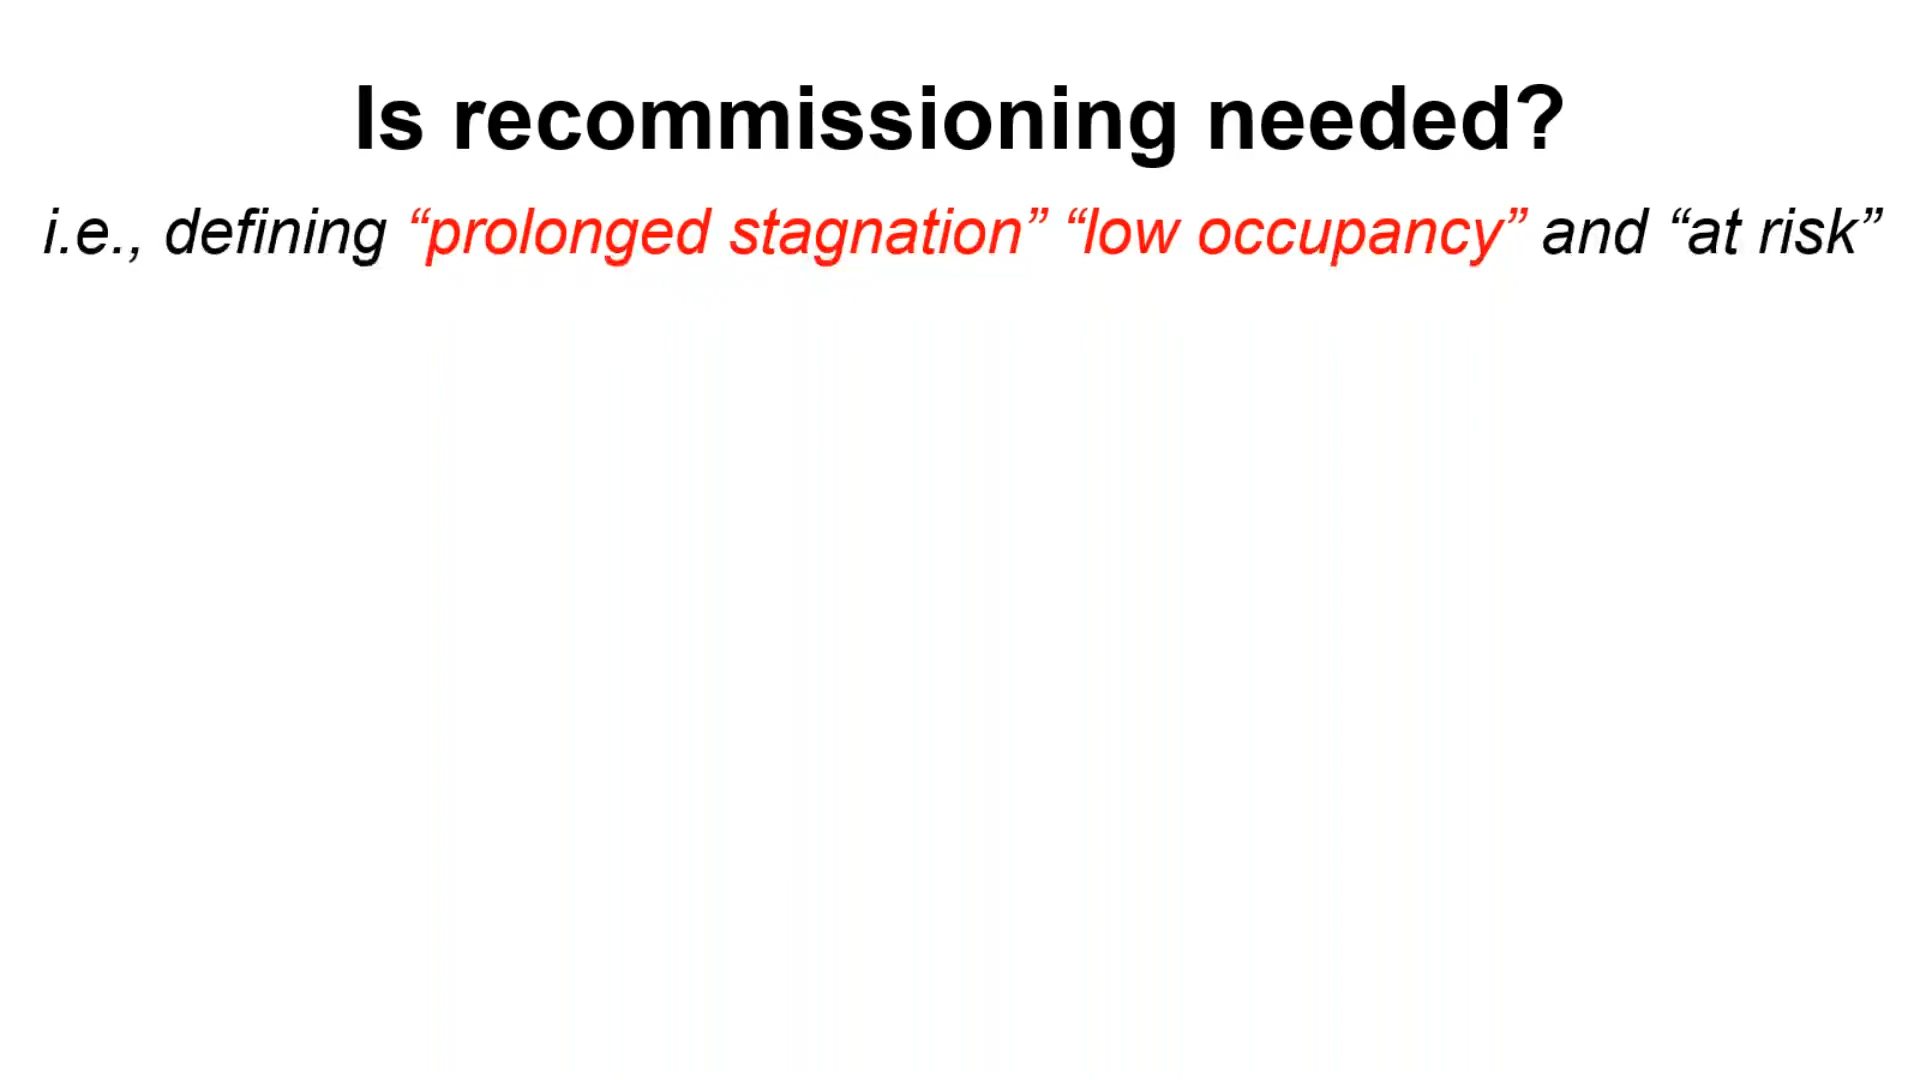 Is recommissioning needed?
i.e., defining “prolonged stagnation” “low occupancy” and “at risk”